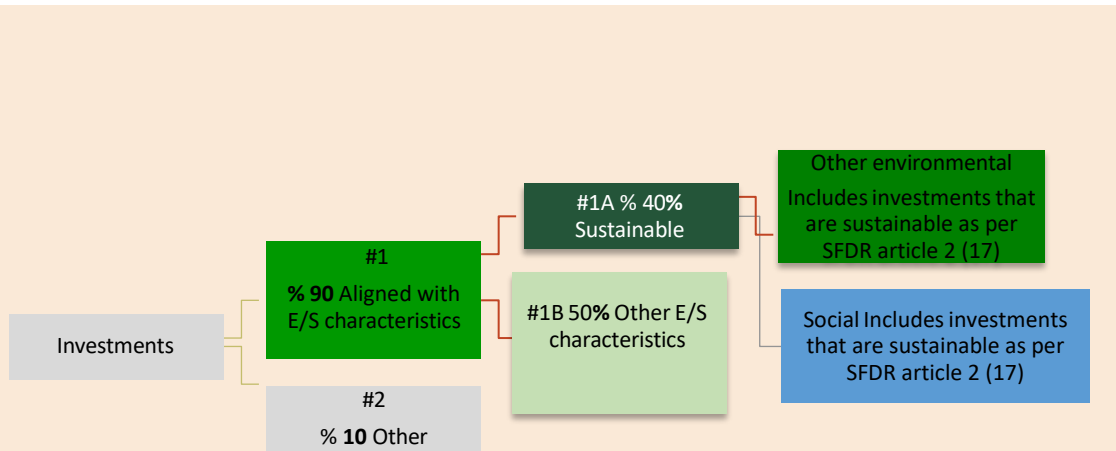 Investments
#1
% 90 Aligned with
E/S characteristics
#2
% 10 Other
#1A % 40%
Sustainable
#1B 50% Other E/S
characteristics
Other environmental
Includes investments that
are sustainable as per
SFDR article 2 (17)
Social Includes investments
that are sustainable as per
SFDR article 2 (17)